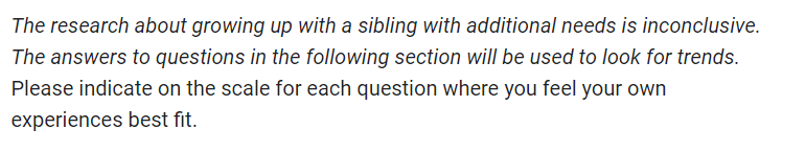 The research about growing up with a sibling with additional needs is inconclusive.
The answers to questions in the following section will be used to look for trends.
Please indicate on the scale for each question where you feel your own
experiences best fit.